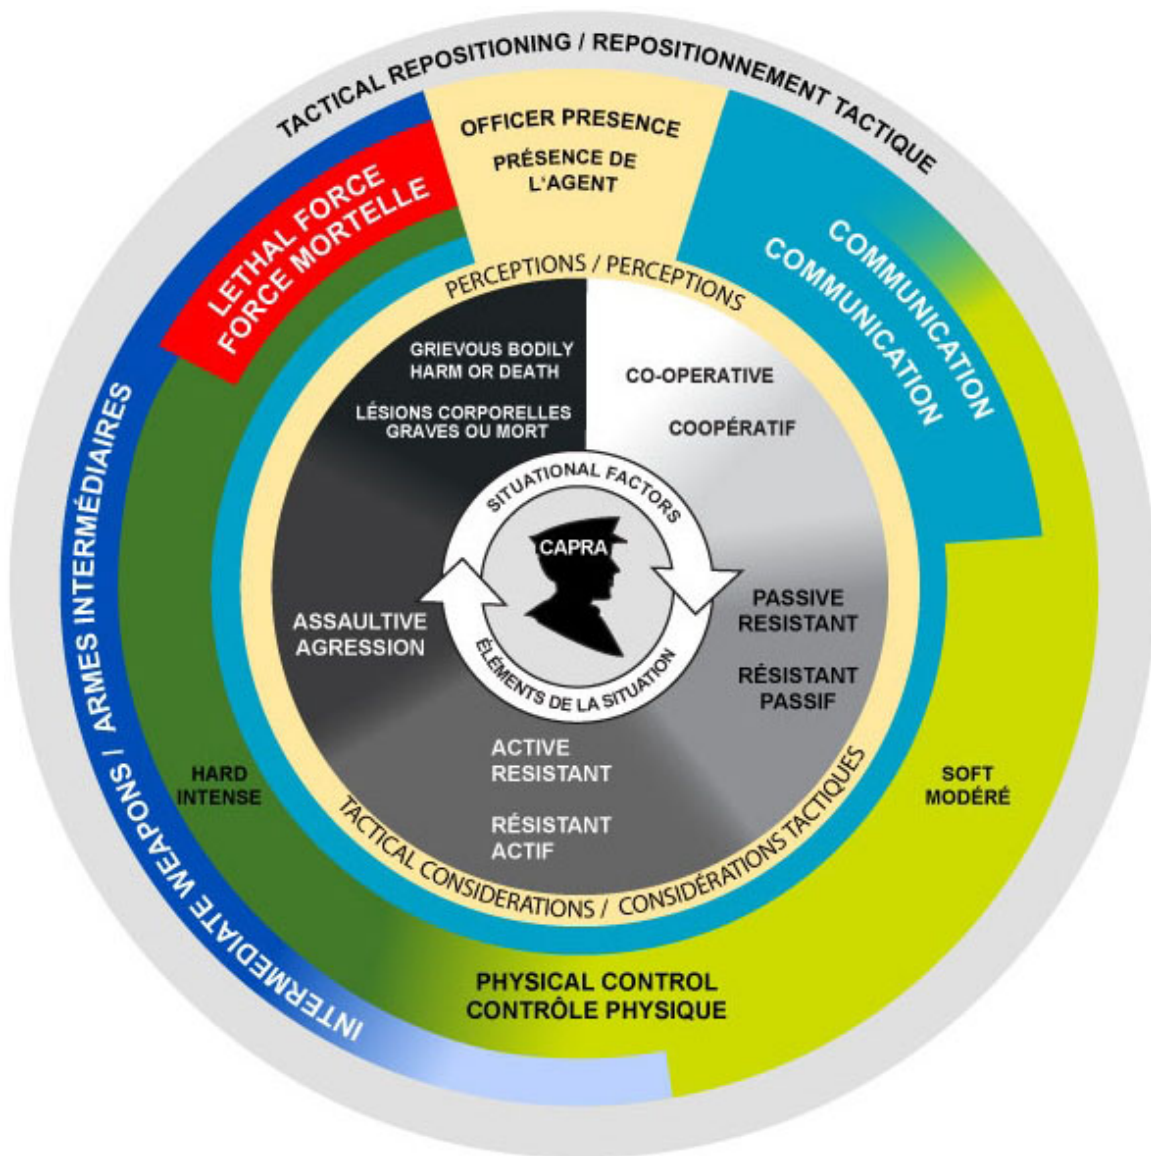 TACTICAL REPOSITIONING / REPOSITIONNEMENT TACTIQUE
OFFICER PRESENCE
PRÉSENCE DE
L'AGENT
LETHAL FORCE
FORCE MORTELLE
COMMUNICATION
COMMUNICATION
PERCEPTIONS / PERCEPTIONS
GRIEVOUS BODILY
HARM OR DEATH
LÉSIONS CORPORELLES
GRAVES OU MORT
CO-OPERATIVE
COOPÉRATIF
SITUATIONAL FACTORS
CAPRA
ÉLÉMENTS DE LA SITUATION
ASSAULTIVE
AGRESSION
PASSIVE
RESISTANT
RÉSISTANT
PASSIF
ACTIVE
RESISTANT
RÉSISTANT
ACTIF
TACTICAL CONSIDERATIONS / CONSIDÉRATIONS TACTIQUES
HARD
INTENSE
SOFT
MODÉRÉ
PHYSICAL CONTROL
CONTRÔLE PHYSIQUE
INTERMEDIATE WEAPONS / ARMES INTERMÉDIAIRES